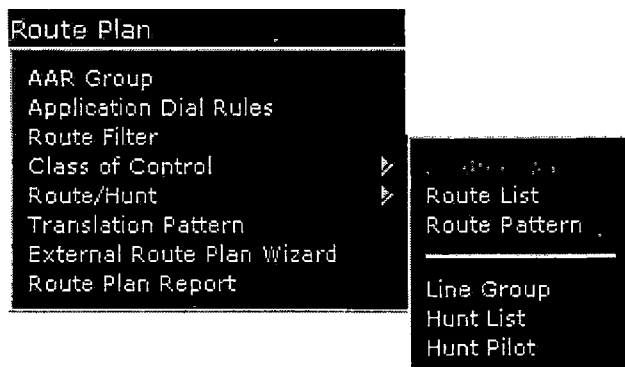 Route Plan
AAR Group
Application Dial Rules
Route Filter
Class of Control
Route/Hunt
Translation Pattern
External Route Plan Wizard
Route Plan Report
Route List
Route Pattern
Line Group
Hunt List
Hunt Pilot